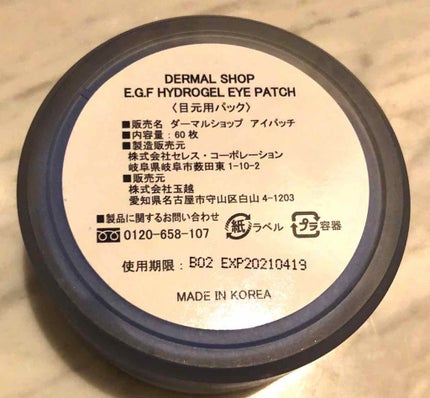 DERMAL SHOP
E.G.F HYDROGEL EYE PATCH
〈目元用パック〉
■販売名 ダーマルショップ アイパッチ
■内容量：60枚
■製造販売元
株式会社セレス・コーポレーション
岐阜県岐阜市薮田東1-10-2
■販売元
株式会社玉越
愛知県名古屋市守山区白山4-1203
■製品に関するお問い合わせ
0120-658-107
紙 ラベル プラ 容器
使用期限：B02 EXP20210419
MADE IN KOREA